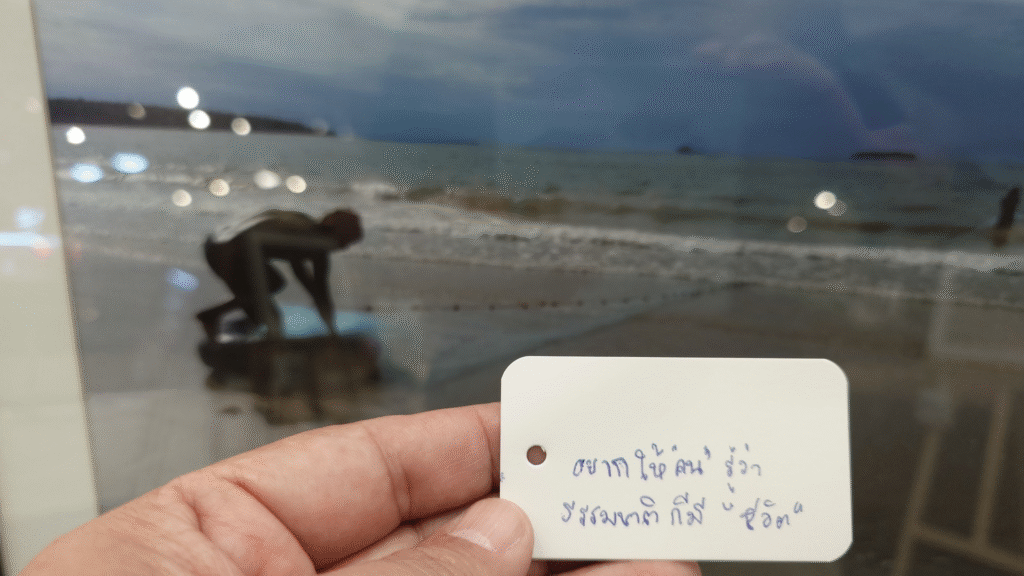 อยากให้ "คน" รู้ว่า
ธรรมชาติ ก็มี "ชีวิต"